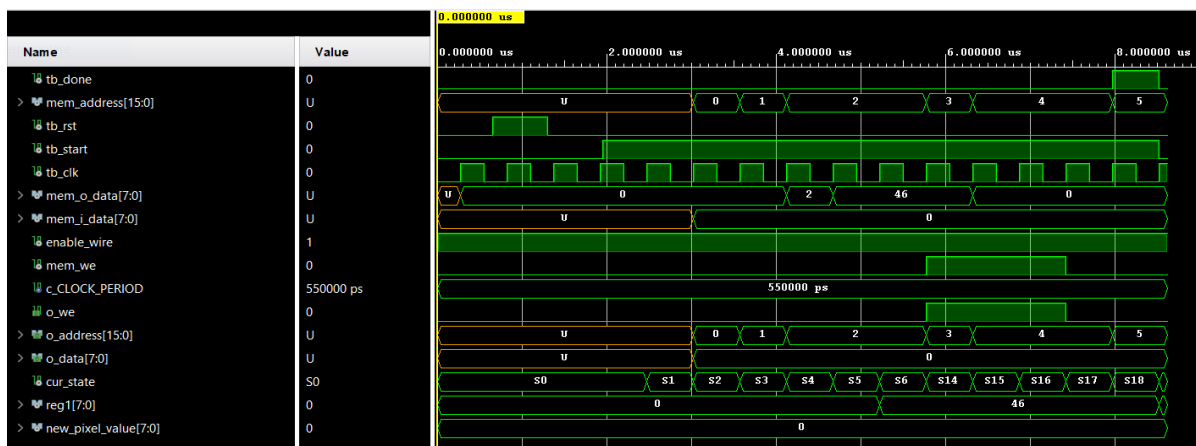 0.000000 us
Name Value 0.000000 us 2.000000 us 4.000000 us 6.000000 us 8.000000 us
tb_done 0
mem_address[15:0] U U 0 1 2 3 4 5
tb_rst 0
tb_start 0
tb_clk 0
mem_o_data[7:0] U U 0 2 46 0
mem_i_data[7:0] U U 0
enable_wire 1
mem_we 0
c_CLOCK_PERIOD 550000 ps 550000 ps
o_we 0
o_address[15:0] U U 0 1 2 3 4 5
o_data[7:0] U U 0
cur_state S0 S0 S1 S2 S3 S4 S5 S6 S14 S15 S16 S17 S18
reg1[7:0] 0 0 46
new_pixel_value[7:0] 0 0